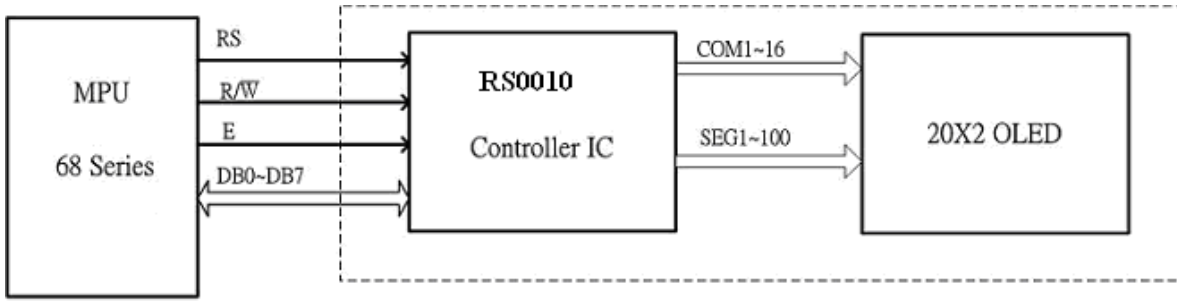 MPU
68 Series
RS
R/W
E
DB0~DB7
RS0010
Controller IC
COM1~16
SEG1~100
20X2 OLED